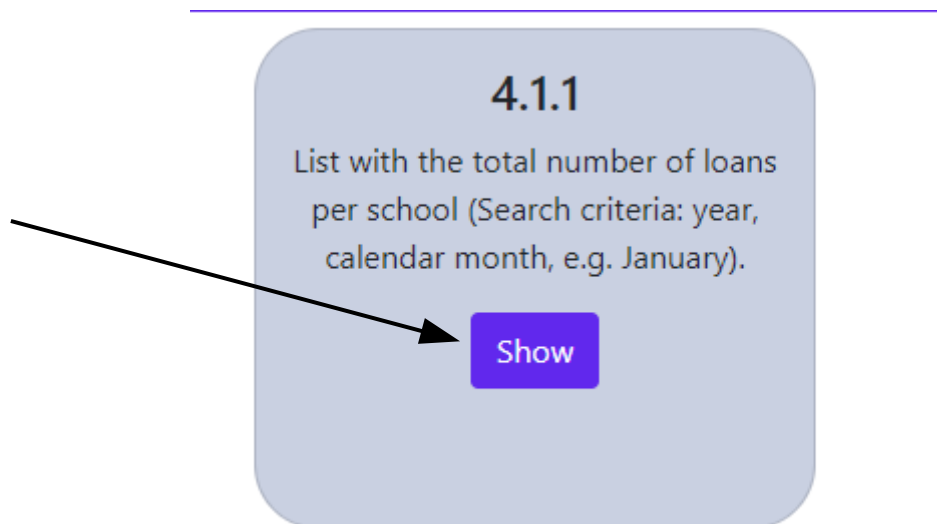 4.1.1
List with the total number of loans
per school (Search criteria: year,
calendar month, e.g. January).
Show